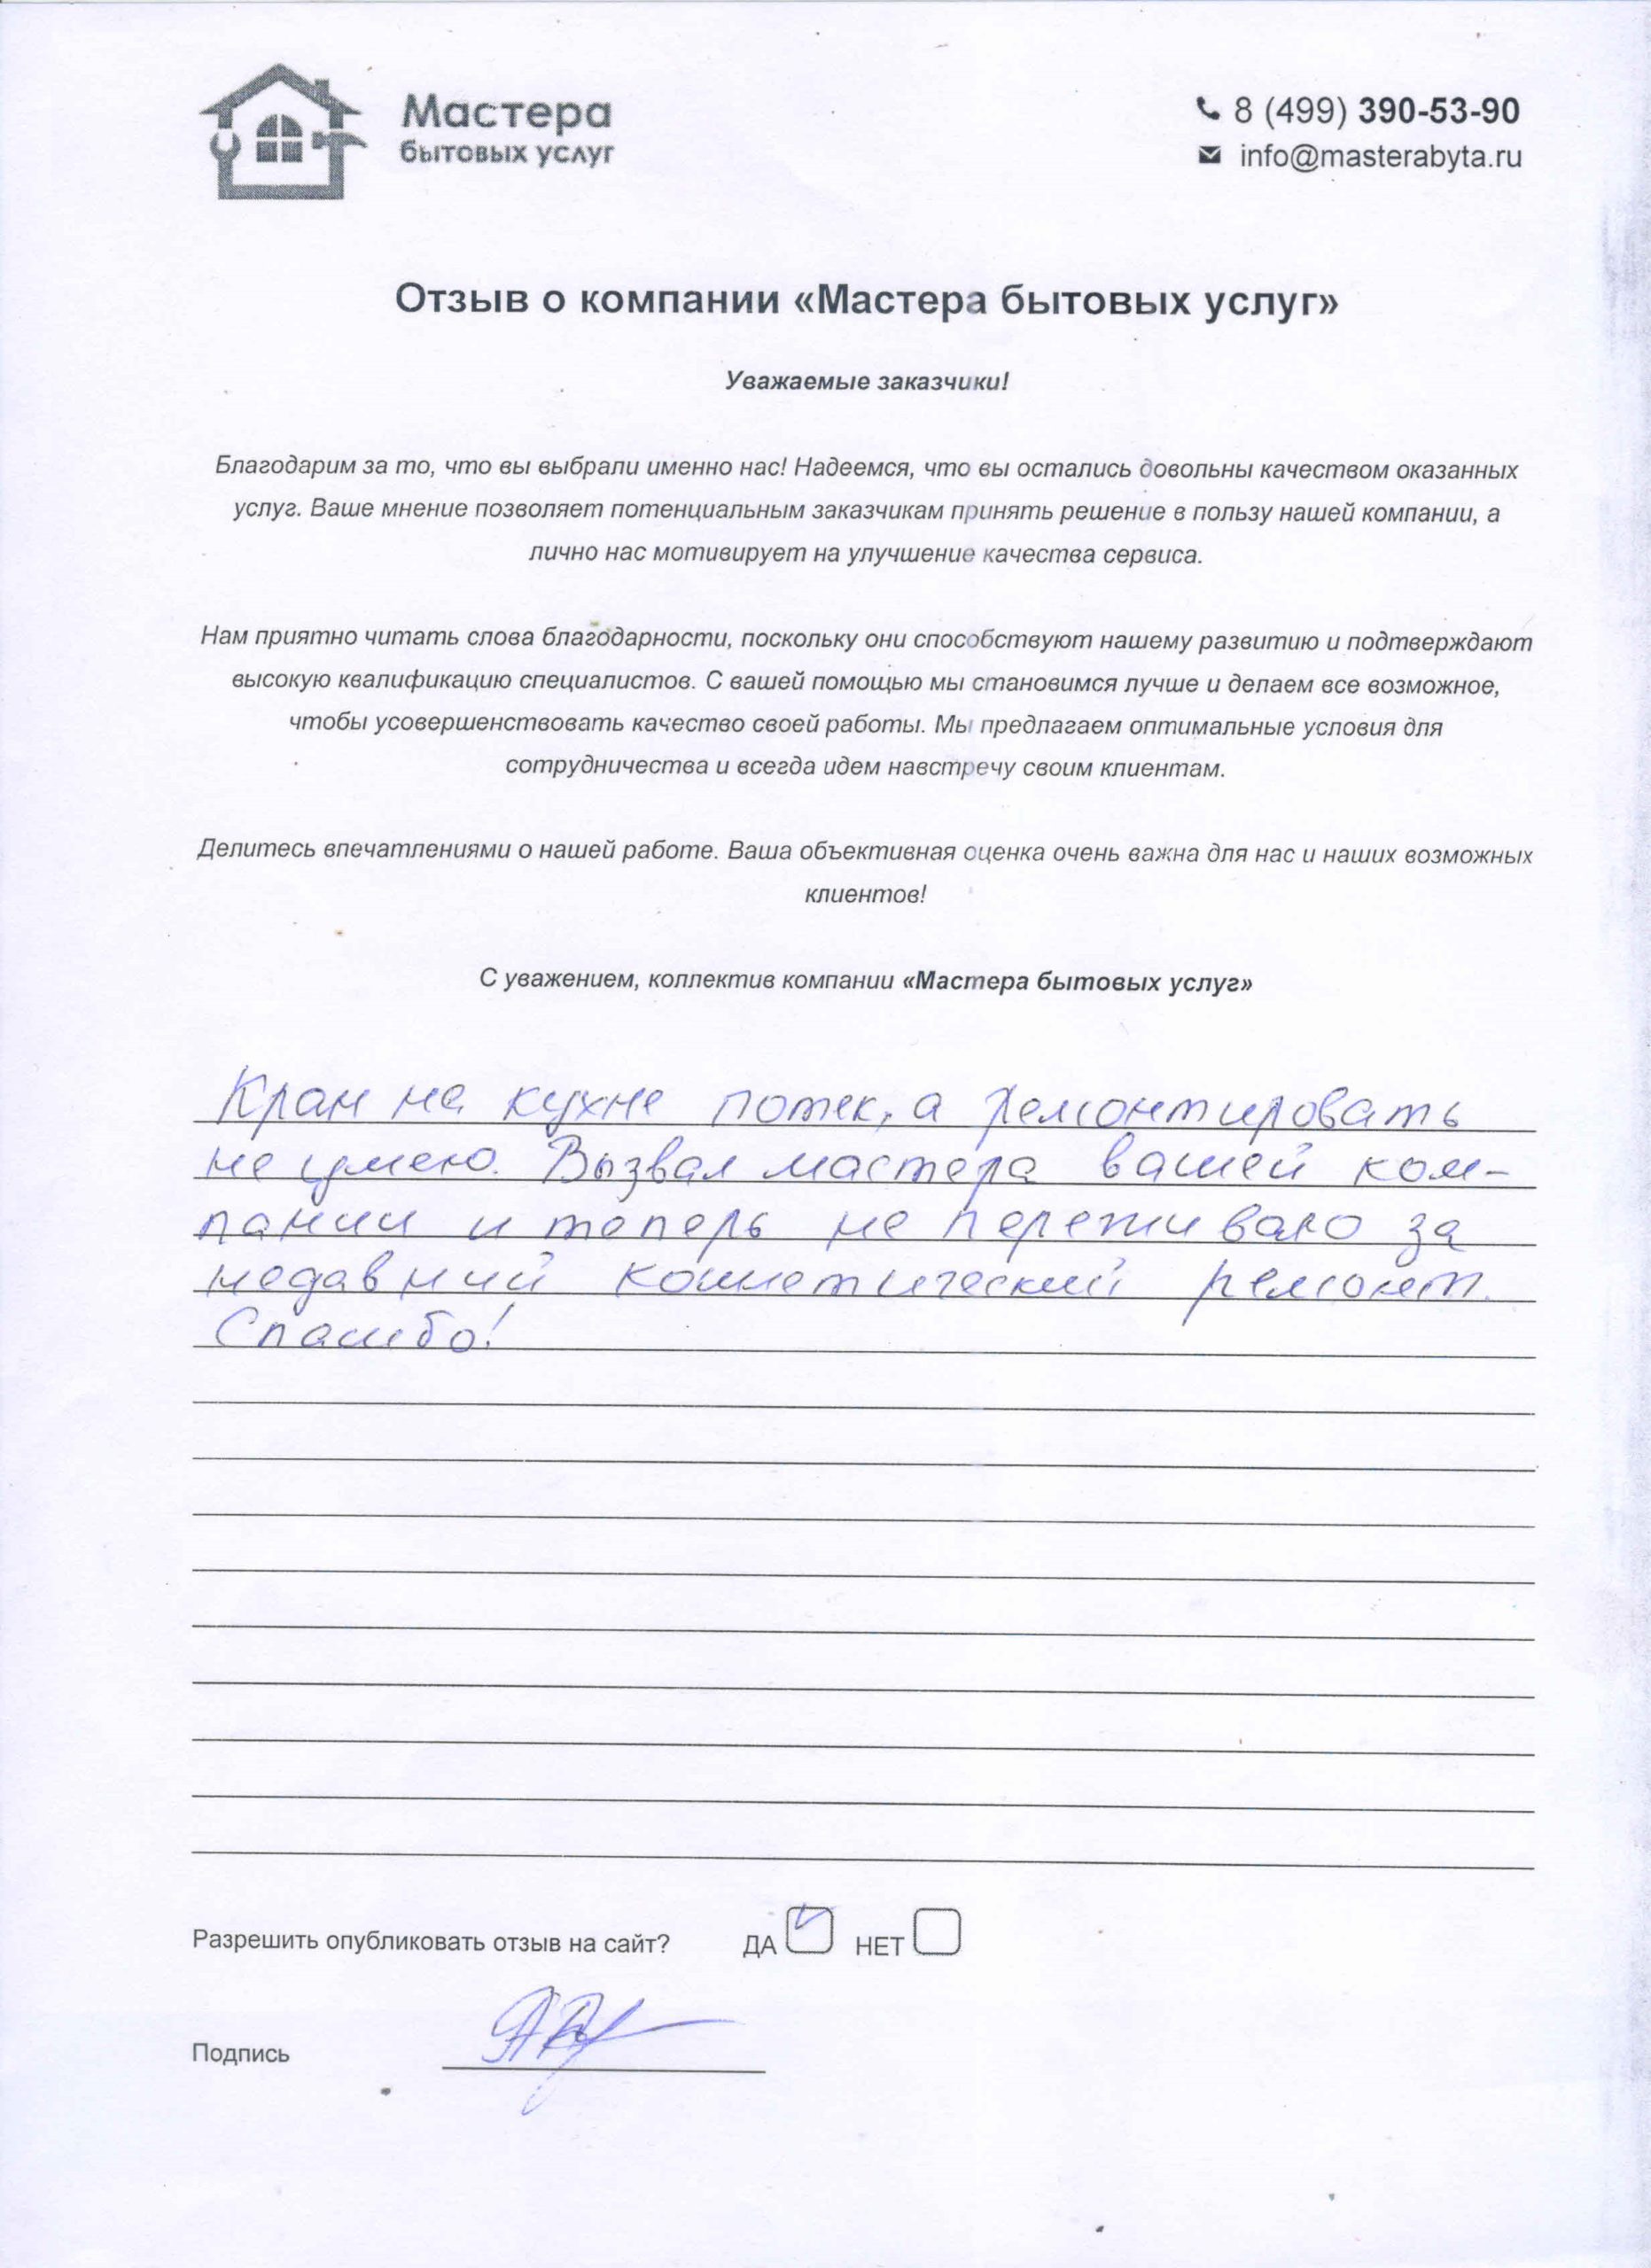 Мастера
бытовых услуг
8 (499) 390-53-90
info@masterabyta.ru
Отзыв о компании «Мастера бытовых услуг»
Уважаемые заказчики!
Благодарим за то, что вы выбрали именно нас! Надеемся, что вы остались довольны качеством оказанных
услуг. Ваше мнение позволяет потенциальным заказчикам принять решение в пользу нашей компании, а
лично нас мотивирует на улучшение качества сервиса.
Нам приятно читать слова благодарности, поскольку они способствуют нашему развитию и подтверждают
высокую квалификацию специалистов. С вашей помощью мы становимся лучше и делаем все возможное,
чтобы усовершенствовать качество своей работы. Мы предлагаем оптимальные условия для
сотрудничества и всегда идем навстречу своим клиентам.
Делитесь впечатлениями о нашей работе. Ваша объективная оценка очень важна для нас и наших возможных
клиентов!
С уважением, коллектив компании «Мастера бытовых услуг»
Кран на кухне потек, а ремонтировать
не умею. Вызвал мастера вашей ком-
пании и теперь не переживаю за
недавний косметический ремонт.
Спасибо!
Разрешить опубликовать отзыв на сайт? ДА НЕТ
Подпись